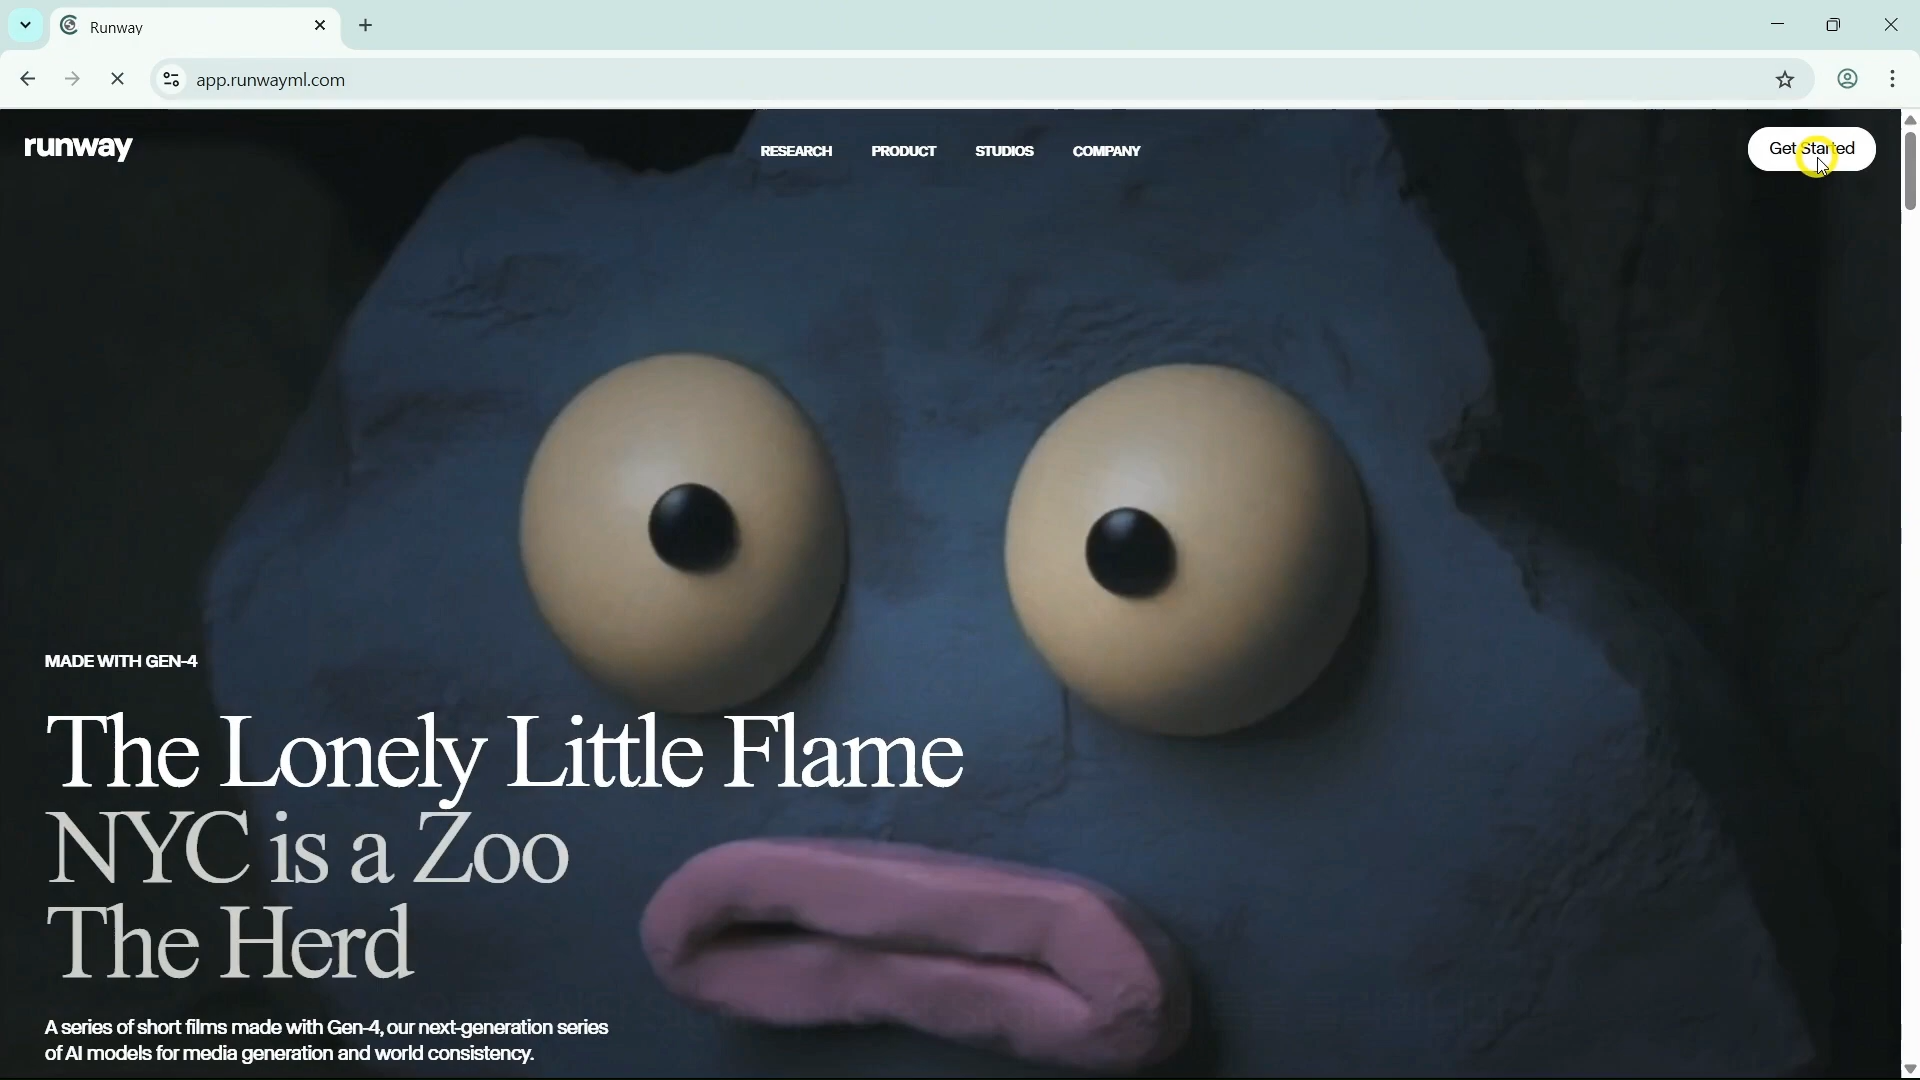 Runway
app.runwayml.com
runway
RESEARCH
PRODUCT
STUDIOS
COMPANY
Get Started
MADE WITH GEN-4
The Lonely Little Flame
NYC is a Zoo
The Herd
A series of short films made with Gen-4, our next-generation series
of AI models for media generation and world consistency.